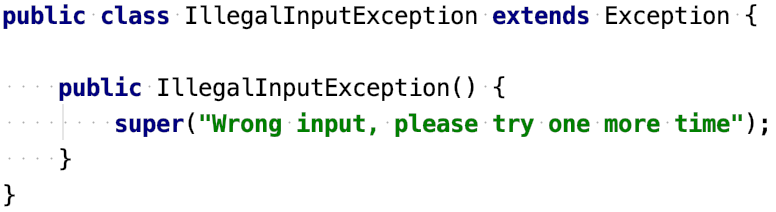 public class IllegalInputException extends Exception {
    public IllegalInputException() {
        super("Wrong input, please try one more time");
    }
}